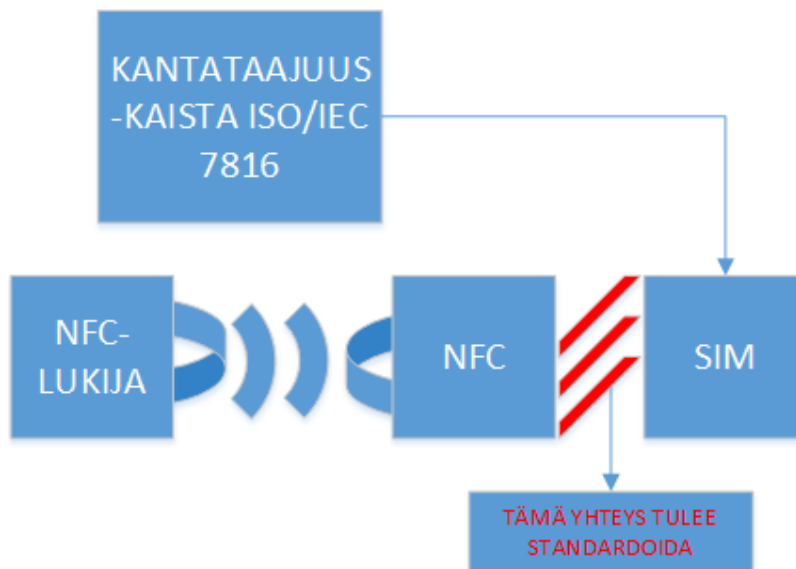 KANTATAAJUUS
-KAISTA ISO/IEC
7816
NFC-
LUKIJA
NFC
SIM
TÄMÄ YHTEYS TULEE
STANDARDOIDA